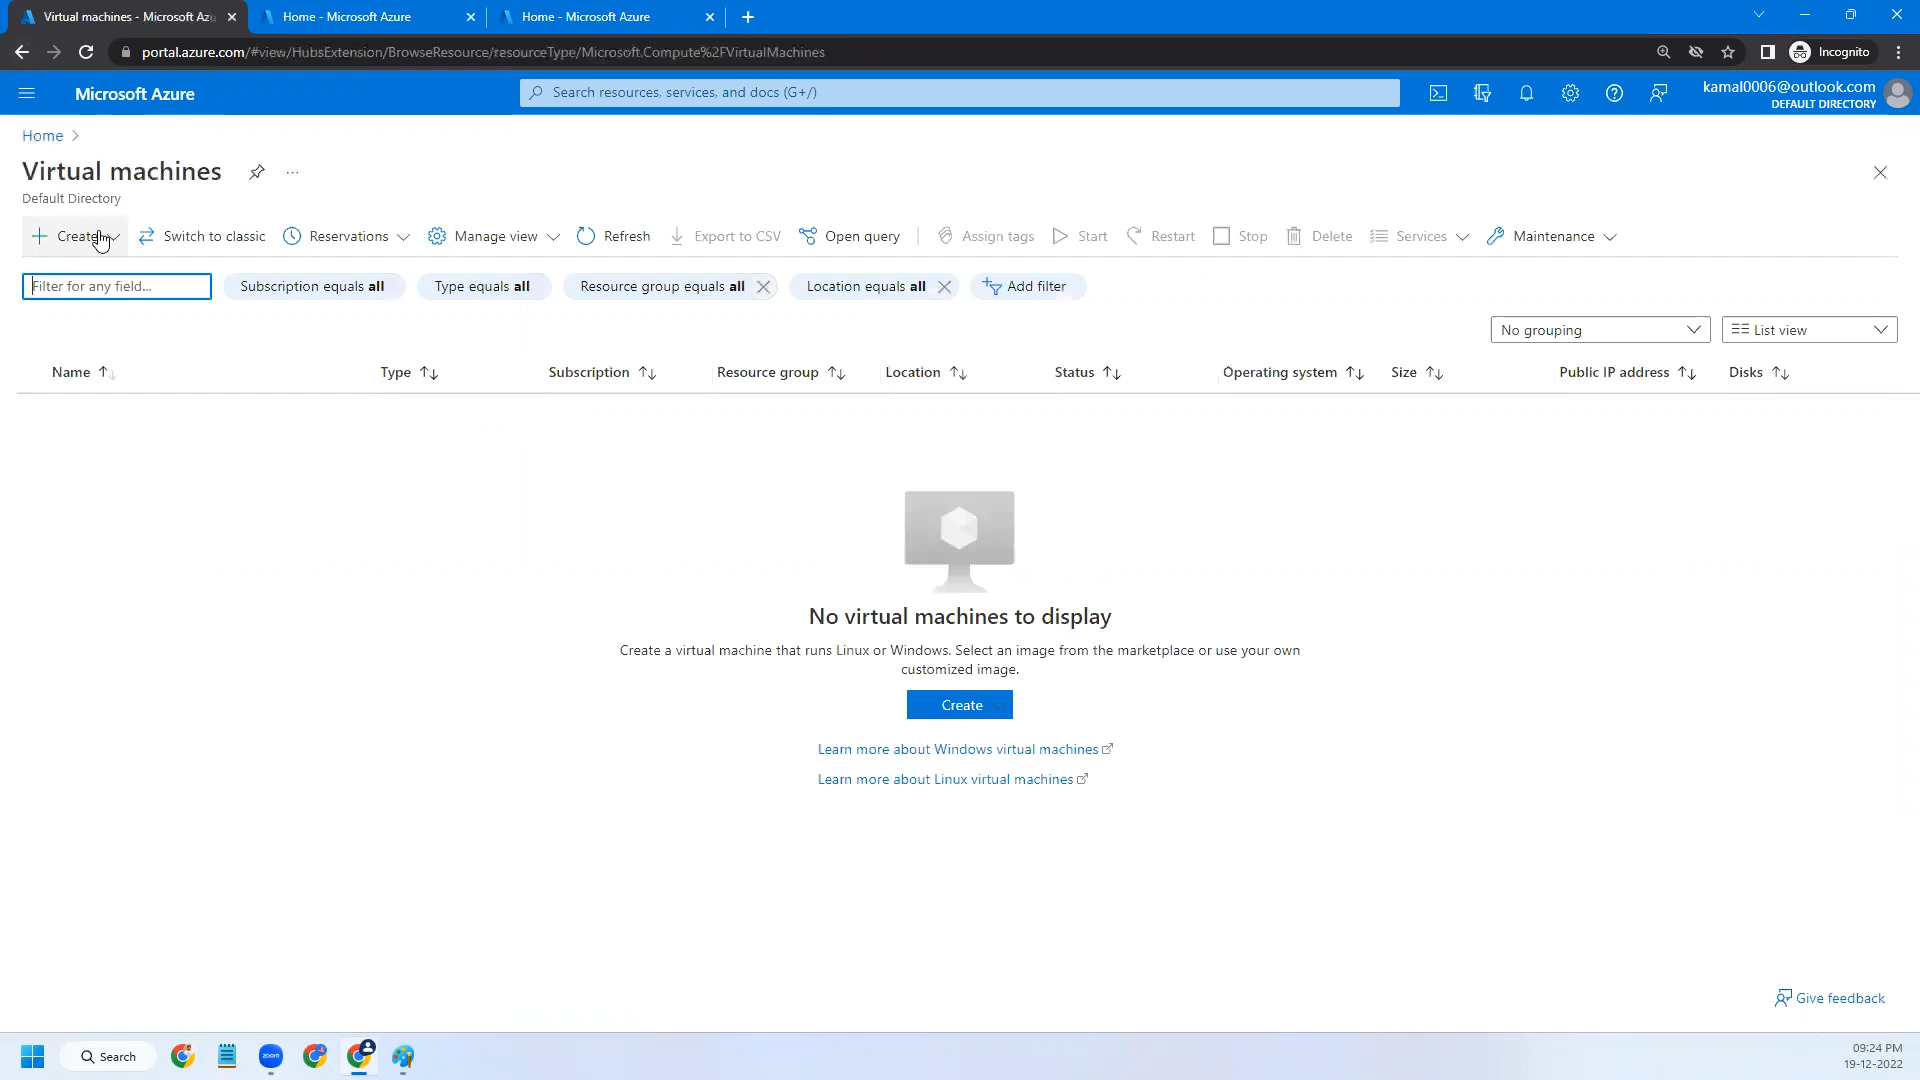 Virtual machines - Microsoft Azu
Home - Microsoft Azure
Home - Microsoft Azure
portal.azure.com/#view/HubsExtension/BrowseResource/resourceType/Microsoft.Compute%2FVirtualMachines
Incognito
Microsoft Azure
Search resources, services, and docs (G+/)
kamal0006@outlook.com
DEFAULT DIRECTORY
Home
Virtual machines
Default Directory
Create
Switch to classic
Reservations
Manage view
Refresh
Export to CSV
Open query
Assign tags
Start
Restart
Stop
Delete
Services
Maintenance
Filter for any field...
Subscription equals all
Type equals all
Resource group equals all
Location equals all
Add filter
No grouping
List view
Name
Type
Subscription
Resource group
Location
Status
Operating system
Size
Public IP address
Disks
No virtual machines to display
Create a virtual machine that runs Linux or Windows. Select an image from the marketplace or use your own
customized image.
Create
Learn more about Windows virtual machines
Learn more about Linux virtual machines
Give feedback
Search
zoom
09:24 PM
19-12-2022